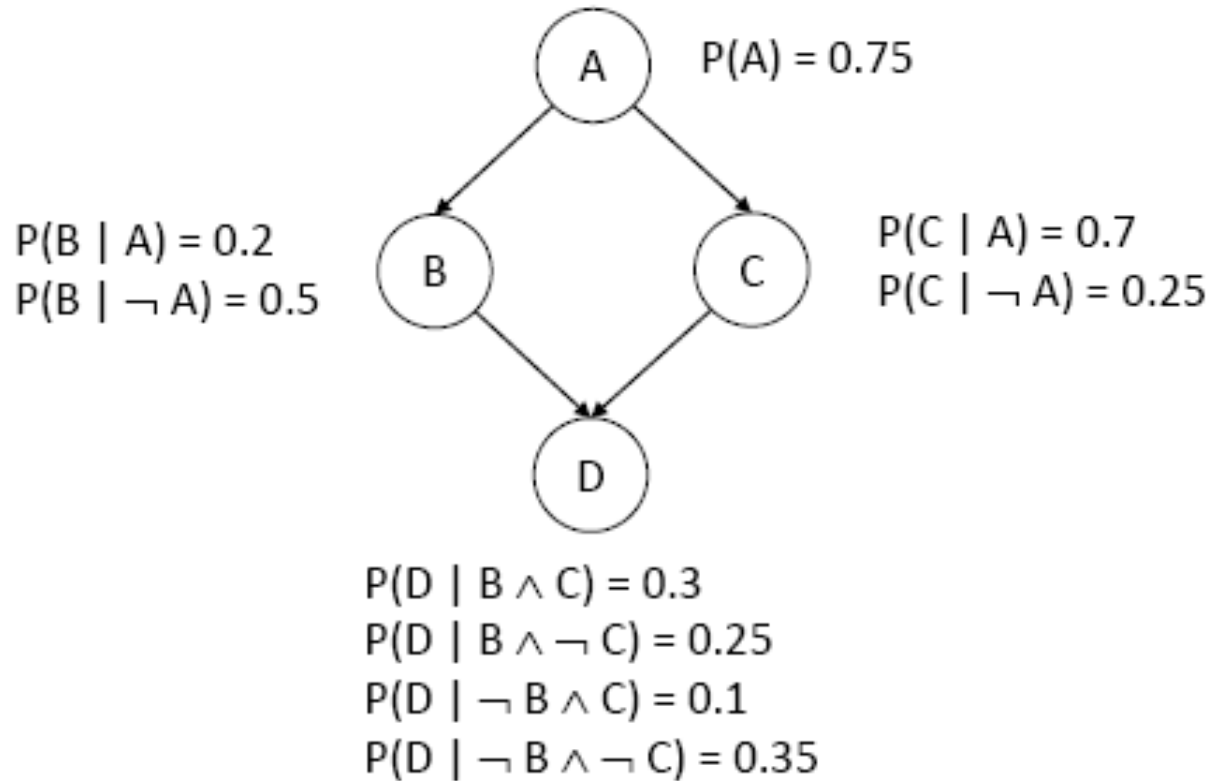 A
P(A) = 0.75
P(B | A) = 0.2
P(B | ¬ A) = 0.5
B
C
P(C | A) = 0.7
P(C | ¬ A) = 0.25
D
P(D | B ∧ C) = 0.3
P(D | B ∧ ¬ C) = 0.25
P(D | ¬ B ∧ C) = 0.1
P(D | ¬ B ∧ ¬ C) = 0.35